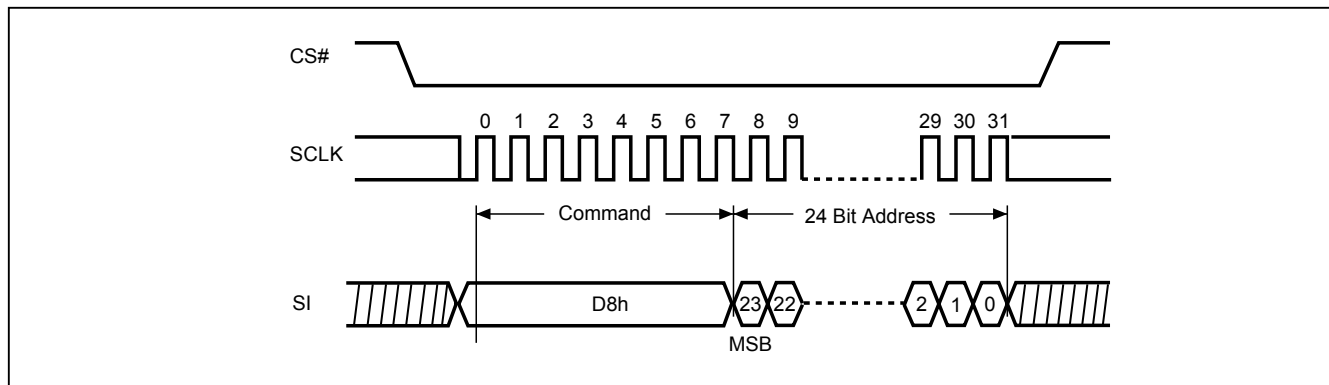 CS#
0 1 2 3 4 5 6 7 8 9 29 30 31
SCLK
Command 24 Bit Address
SI D8h 23 22 2 1 0
MSB